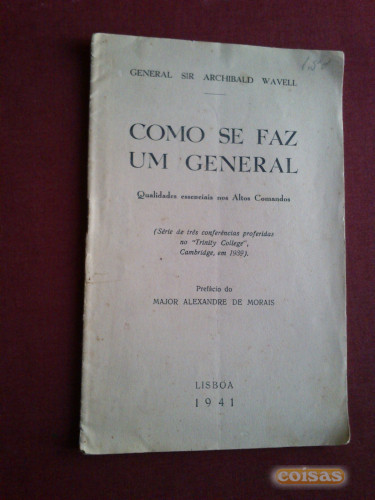 GENERAL SIR ARCHIBALD WAVELL
COMO SE FAZ
UM GENERAL
Qualidades essenciais nos Altos Comandos
(Série de três conferências proferidas
no "Trinity College",
Cambridge, em 1939).
Prefácio do
MAJOR ALEXANDRE DE MORAIS
LISBOA
1941
coisas